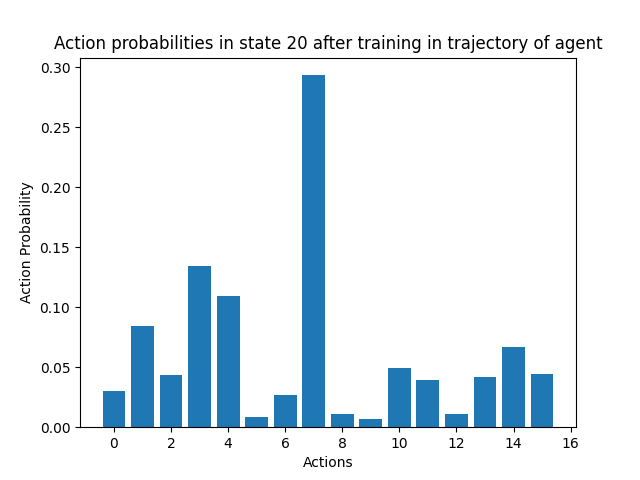 Action probabilities in state 20 after training in trajectory of agent
0.30
0.25
0.20
0.15
0.10
0.05
0.00
Action Probability
0 2 4 6 8 10 12 14 16
Actions